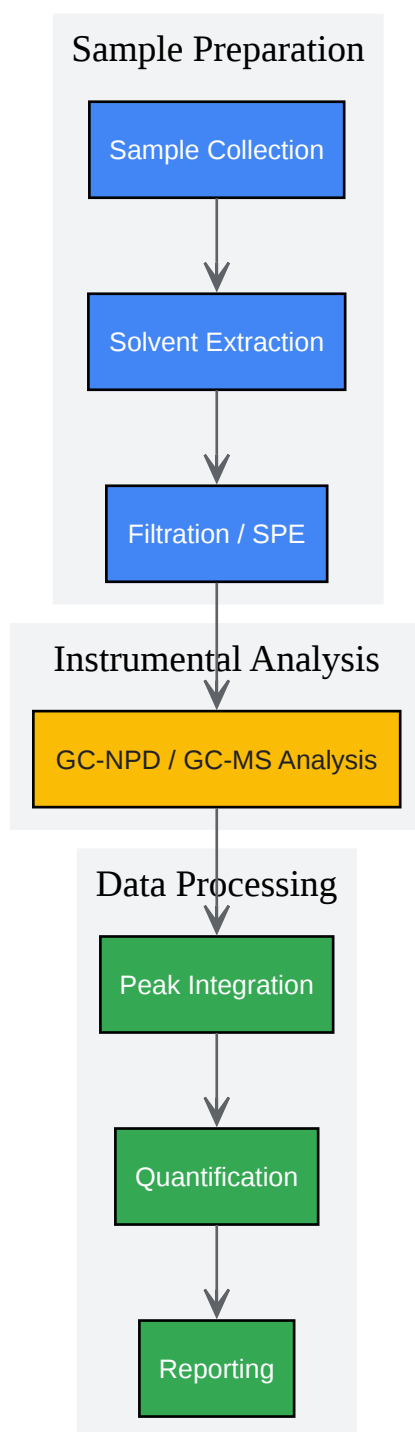 Sample Preparation
Sample Collection
Solvent Extraction
Filtration / SPE
Instrumental Analysis
GC-NPD / GC-MS Analysis
Data Processing
Peak Integration
Quantification
Reporting